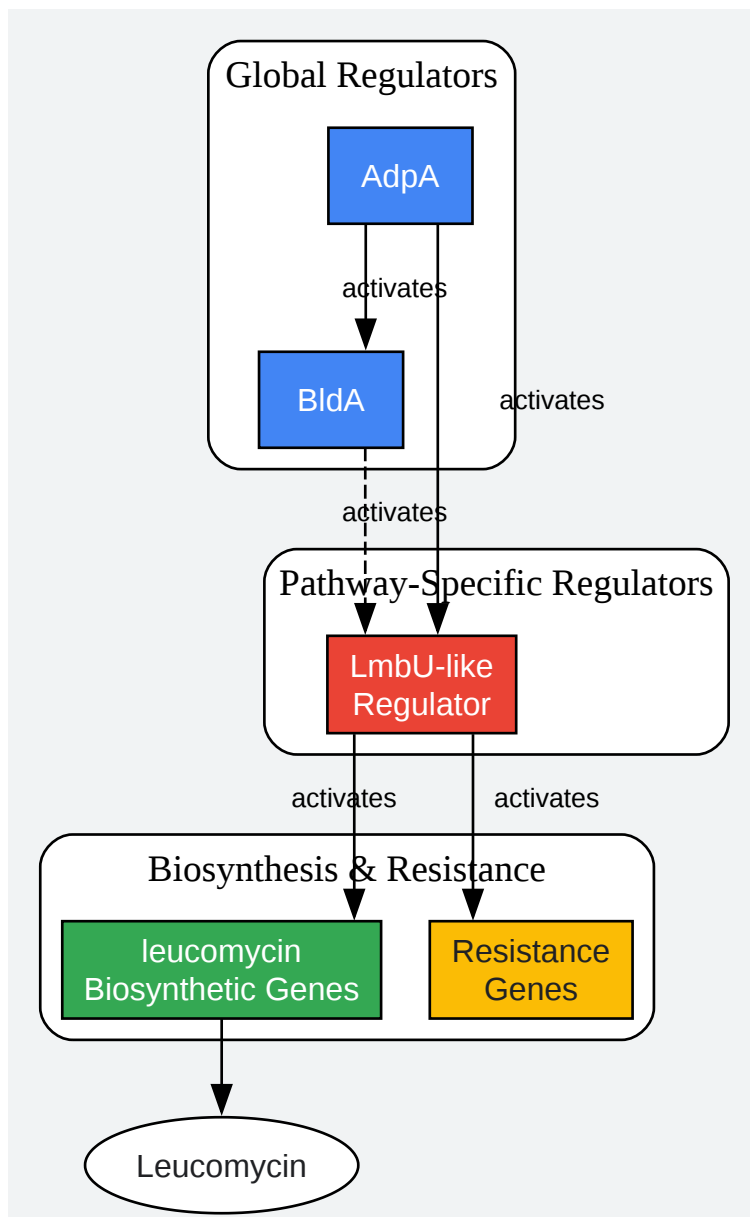 Global Regulators
AdpA
activates
BldA
activates
activates
Pathway-Specific Regulators
LmbU-like
Regulator
activates
activates
Biosynthesis & Resistance
leucomycin
Biosynthetic Genes
Resistance
Genes
Leucomycin